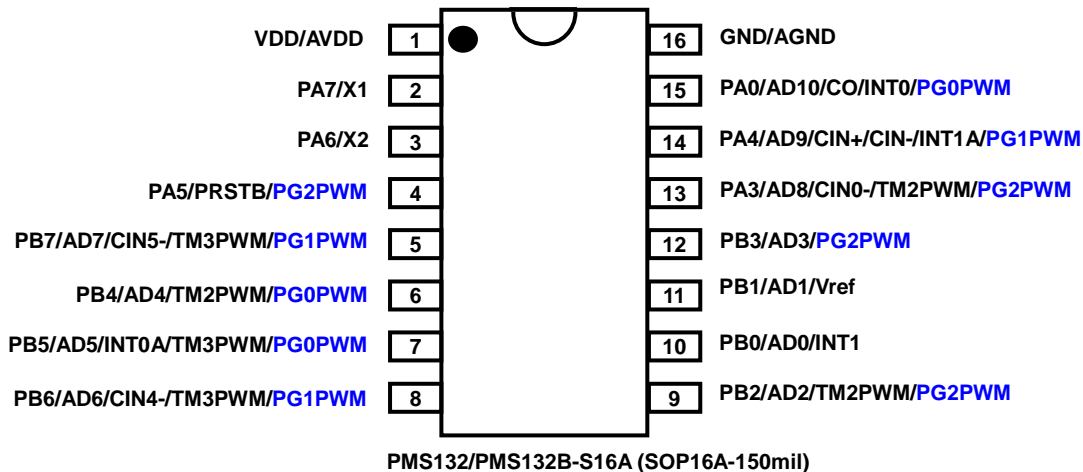 VDD/AVDD 1 16 GND/AGND
PA7/X1 2 15 PA0/AD10/CO/INT0/PG0PWM
PA6/X2 3 14 PA4/AD9/CIN+/CIN-/INT1A/PG1PWM
PA5/PRSTB/PG2PWM 4 13 PA3/AD8/CIN0-/TM2PWM/PG2PWM
PB7/AD7/CIN5-/TM3PWM/PG1PWM 5 12 PB3/AD3/PG2PWM
PB4/AD4/TM2PWM/PG0PWM 6 11 PB1/AD1/Vref
PB5/AD5/INT0A/TM3PWM/PG0PWM 7 10 PB0/AD0/INT1
PB6/AD6/CIN4-/TM3PWM/PG1PWM 8 9 PB2/AD2/TM2PWM/PG2PWM
PMS132/PMS132B-S16A (SOP16A-150mil)